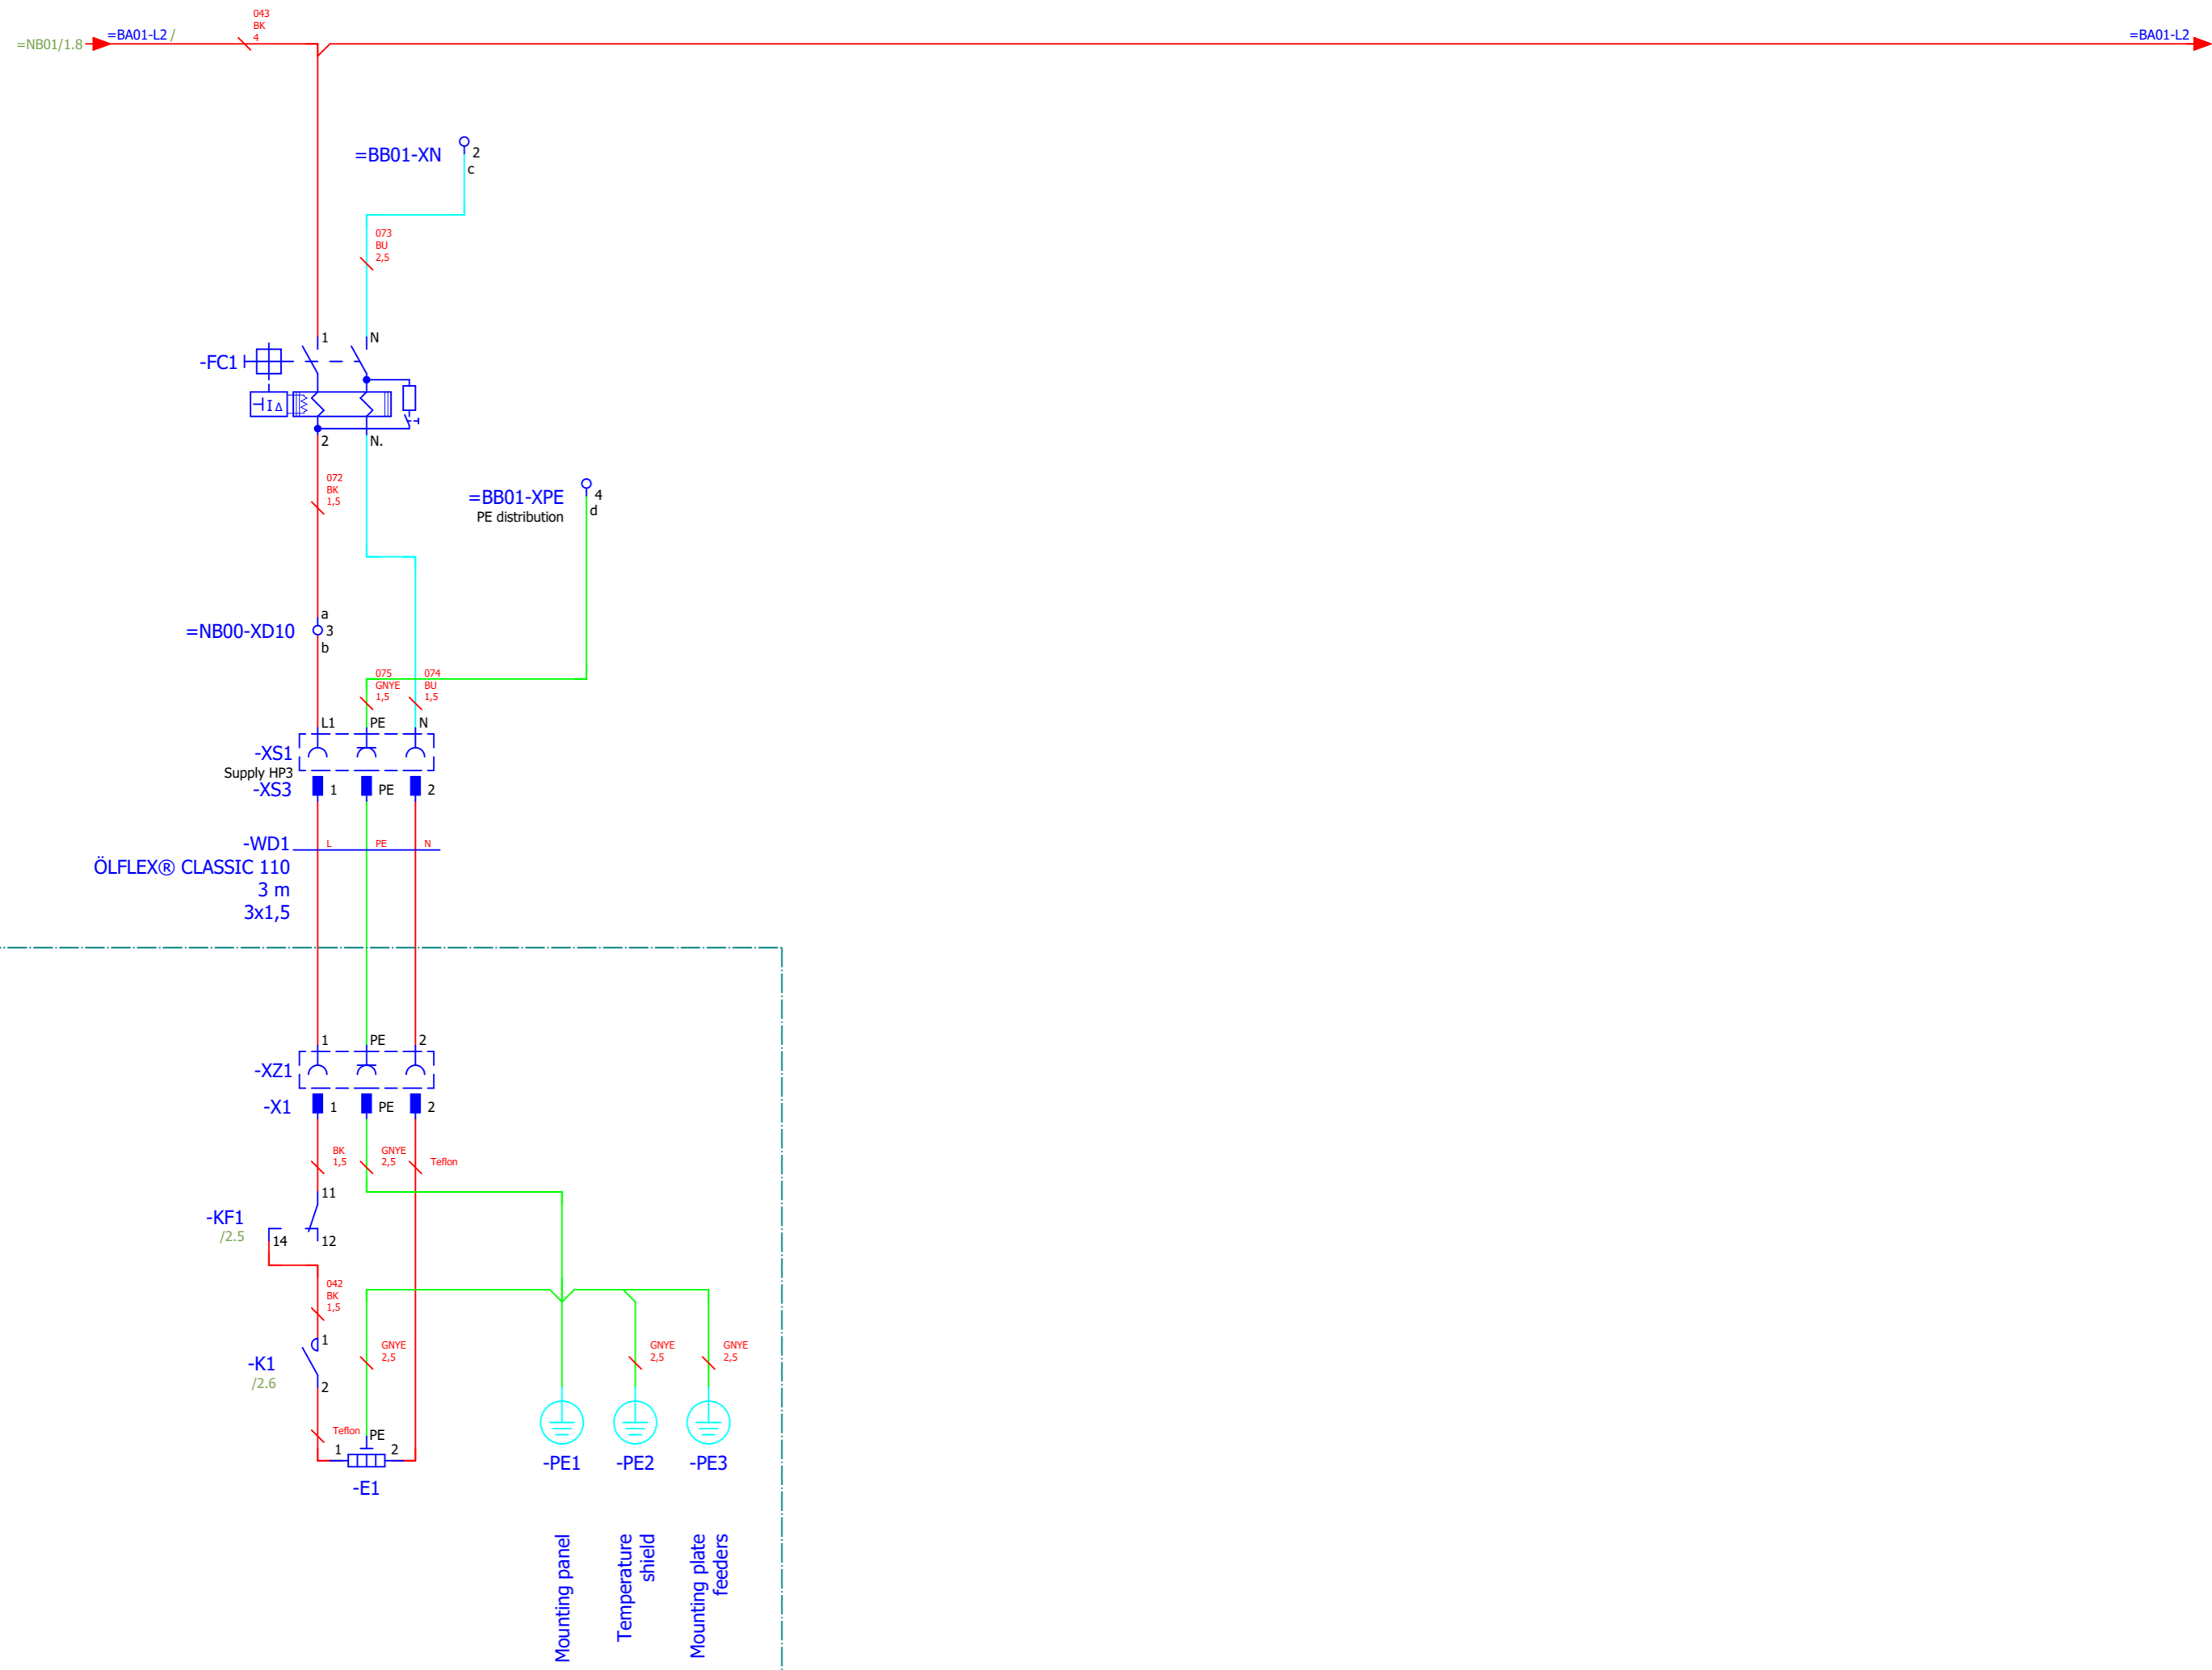 043
BK
4
=NB01/1.8
=BA01-L2 /
=BA01-L2
=BB01-XN
2
c
073
BU
2,5
1
N
-FC1
I Δ
2
N.
072
BK
1,5
=BB01-XPE
4
PE distribution
d
a
=NB00-XD10
3
b
075
GNYE
1,5
074
BU
1,5
L1
PE
N
-XS1
Supply HP3
-XS3
1
PE
2
-WD1
L
PE
N
ÖLFLEX® CLASSIC 110
3 m
3x1,5
1
PE
2
-XZ1
-X1
1
PE
2
BK
1,5
GNYE
2,5
Teflon
11
-KF1
/2.5
14
12
042
BK
1,5
1
-K1
/2.6
2
GNYE
2,5
GNYE
2,5
GNYE
2,5
Teflon
PE
1
2
-E1
-PE1
-PE2
-PE3
Mounting panel
Temperature
shield
Mounting plate
feeders